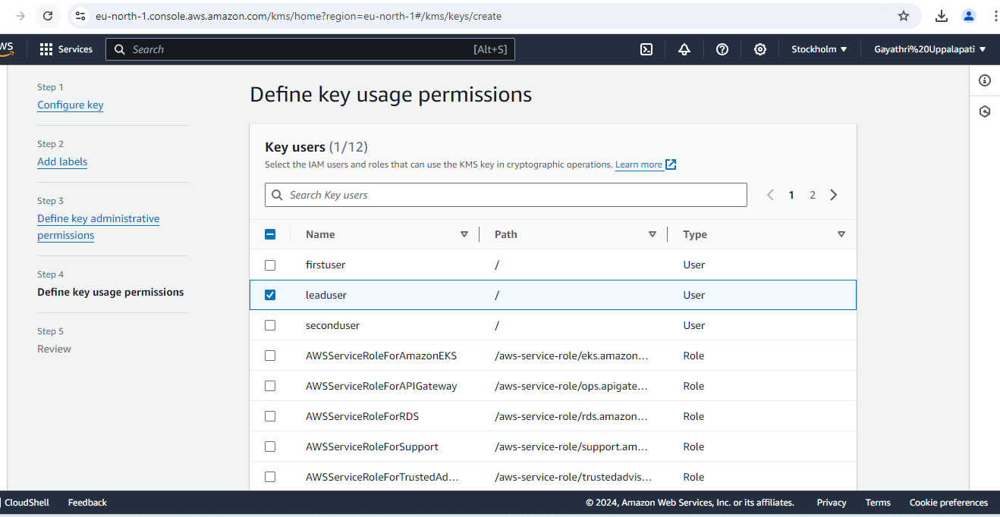 eu-north-1.console.aws.amazon.com/kms/home?region=eu-north-1#/kms/keys/create
WS Services Search [Alt+S] Stockholm Gayathri%20Uppalapati
Step 1
Configure key
Step 2
Add labels
Step 3
Define key administrative
permissions
Step 4
Define key usage permissions
Step 5
Review
Define key usage permissions
Key users (1/12)
Select the IAM users and roles that can use the KMS key in cryptographic operations. Learn more
Search Key users 1 2
Name Path Type
firstuser / User
leaduser / User
seconduser / User
AWSServiceRoleForAmazonEKS /aws-service-role/eks.amazon... Role
AWSServiceRoleForAPIGateway /aws-service-role/ops.apigate... Role
AWSServiceRoleForRDS /aws-service-role/rds.amazon... Role
AWSServiceRoleForSupport /aws-service-role/support.am... Role
AWSServiceRoleForTrustedAd... /aws-service-role/trustedadvis... Role
CloudShell Feedback © 2024, Amazon Web Services, Inc. or its affiliates. Privacy Terms Cookie preferences